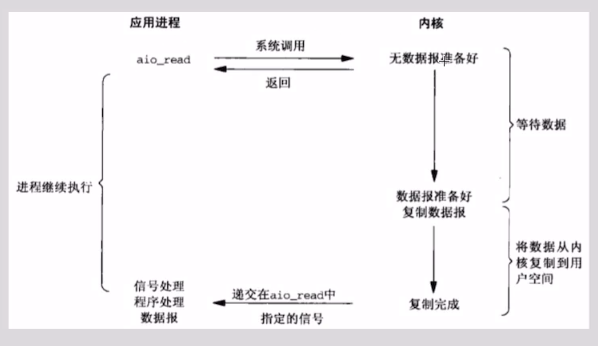 应用进程
内核
系统调用
aio_read
无数据报准备好
返回
等待数据
进程继续执行
数据报准备好
复制数据报
将数据从内
核复制到用
户空间
信号处理
程序处理
数据报
递交在aio_read中
指定的信号
复制完成